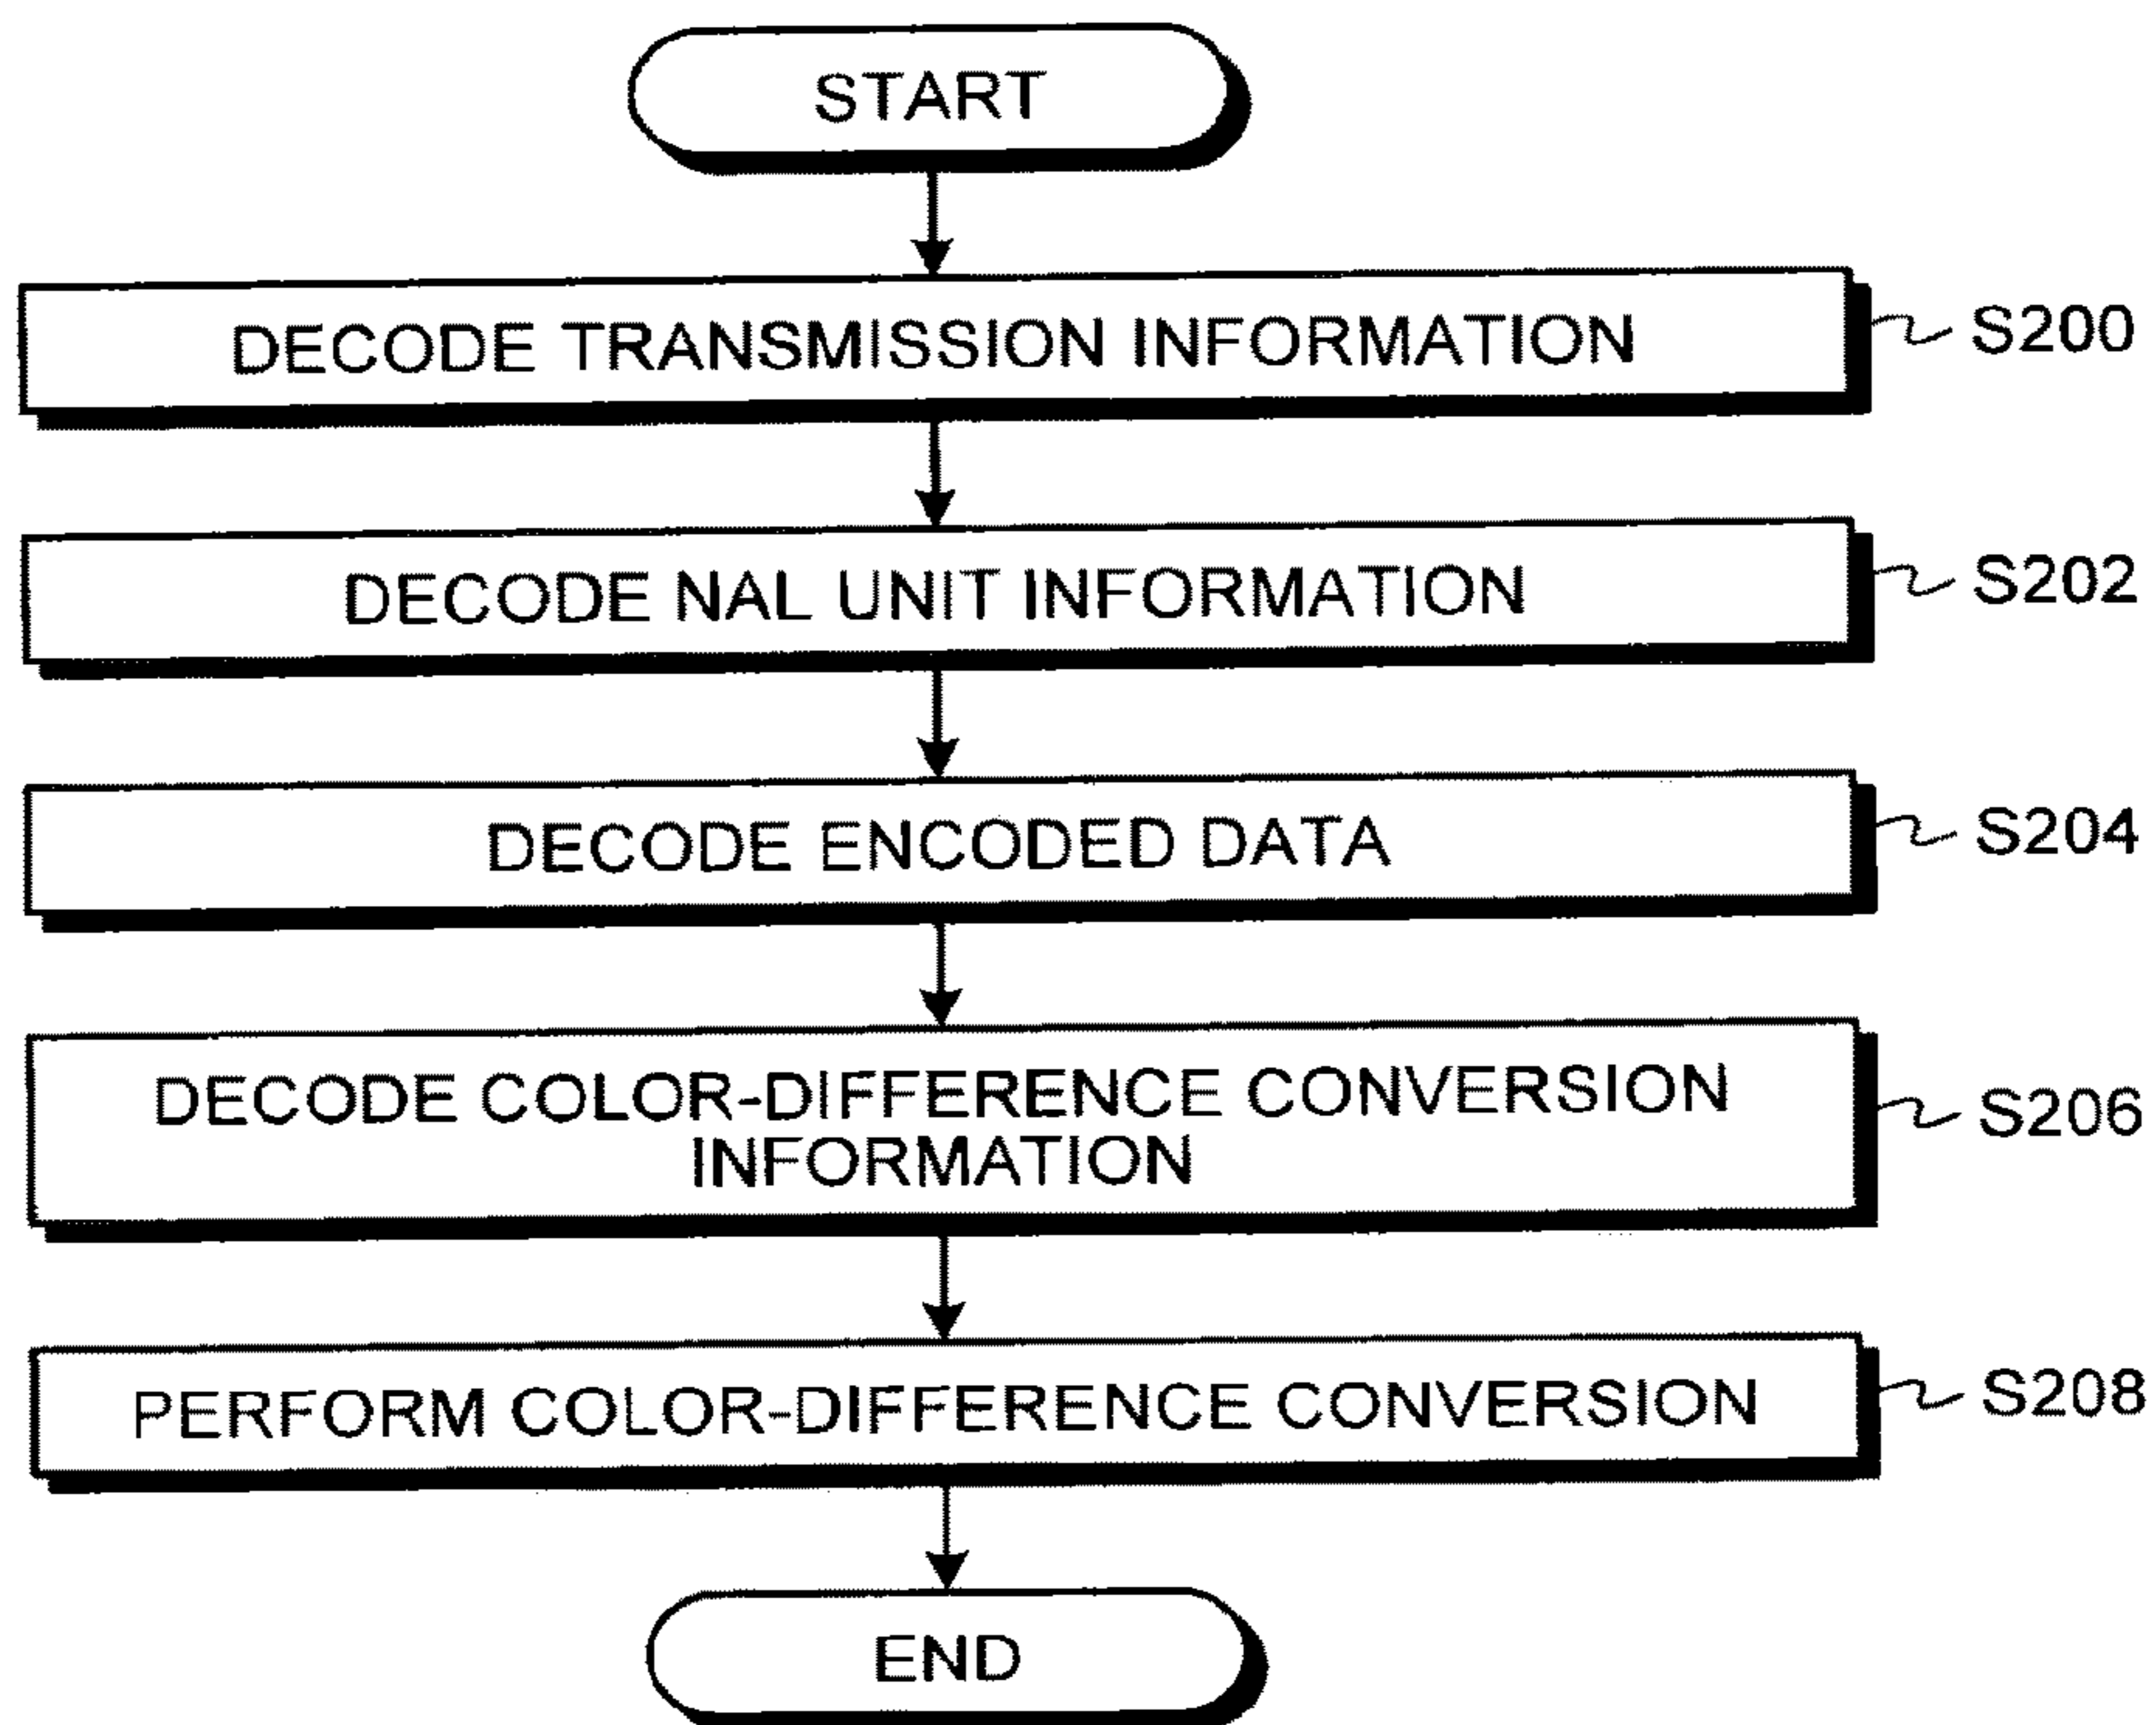 START
DECODE TRANSMISSION INFORMATION
S200
DECODE NAL UNIT INFORMATION
S202
DECODE ENCODED DATA
S204
DECODE COLOR-DIFFERENCE CONVERSION
INFORMATION
S206
PERFORM COLOR-DIFFERENCE CONVERSION
S208
END